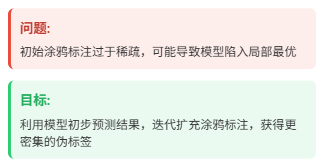 问题:
初始涂鸦标注过于稀疏，可能导致模型陷入局部最优
目标:
利用模型初步预测结果，迭代扩充涂鸦标注，获得更
密集的伪标签